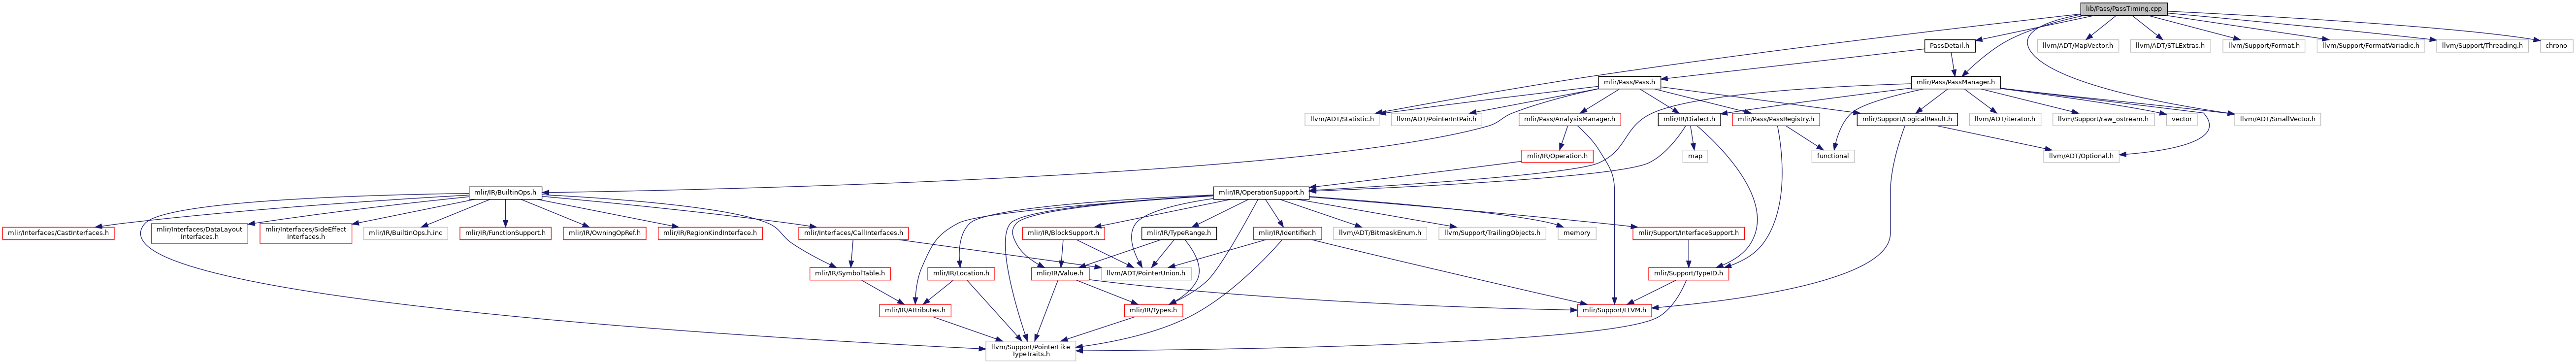 lib/Pass/PassTiming.cpp
PassDetail.h
llvm/ADT/MapVector.h
llvm/ADT/STLExtras.h
llvm/Support/Format.h
llvm/Support/FormatVariadic.h
llvm/Support/Threading.h
chrono
mlir/Pass/Pass.h
mlir/Pass/PassManager.h
llvm/ADT/Statistic.h
llvm/ADT/PointerIntPair.h
mlir/Pass/AnalysisManager.h
mlir/IR/Dialect.h
mlir/Pass/PassRegistry.h
mlir/Support/LogicalResult.h
llvm/ADT/iterator.h
llvm/Support/raw_ostream.h
vector
llvm/ADT/SmallVector.h
mlir/IR/Operation.h
map
functional
llvm/ADT/Optional.h
mlir/IR/BuiltinOps.h
mlir/IR/OperationSupport.h
mlir/Interfaces/CastInterfaces.h
mlir/Interfaces/DataLayout
Interfaces.h
mlir/Interfaces/SideEffect
Interfaces.h
mlir/IR/BuiltinOps.h.inc
mlir/IR/FunctionSupport.h
mlir/IR/OwningOpRef.h
mlir/IR/RegionKindInterface.h
mlir/Interfaces/CallInterfaces.h
mlir/IR/BlockSupport.h
mlir/IR/TypeRange.h
mlir/IR/Identifier.h
llvm/ADT/BitmaskEnum.h
llvm/Support/TrailingObjects.h
memory
mlir/Support/InterfaceSupport.h
mlir/IR/SymbolTable.h
mlir/IR/Location.h
mlir/IR/Value.h
llvm/ADT/PointerUnion.h
mlir/Support/TypeID.h
mlir/IR/Attributes.h
mlir/IR/Types.h
mlir/Support/LLVM.h
llvm/Support/PointerLike
TypeTraits.h